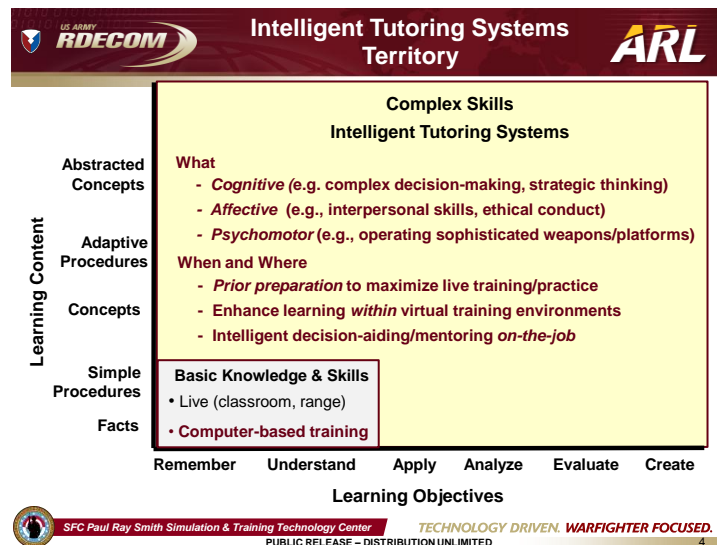 US ARMY
RDECOM
Intelligent Tutoring Systems
Territory
ARL
Complex Skills
Intelligent Tutoring Systems
What
- Cognitive (e.g. complex decision-making, strategic thinking)
- Affective (e.g., interpersonal skills, ethical conduct)
- Psychomotor (e.g., operating sophisticated weapons/platforms)
When and Where
- Prior preparation to maximize live training/practice
- Enhance learning within virtual training environments
- Intelligent decision-aiding/mentoring on-the-job
Learning Content
Abstracted
Concepts
Adaptive
Procedures
Concepts
Simple
Procedures
Facts
Basic Knowledge & Skills
• Live (classroom, range)
• Computer-based training
Remember Understand Apply Analyze Evaluate Create
Learning Objectives
SFC Paul Ray Smith Simulation & Training Technology Center
TECHNOLOGY DRIVEN. WARFIGHTER FOCUSED.
PUBLIC RELEASE – DISTRIBUTION UNLIMITED
4